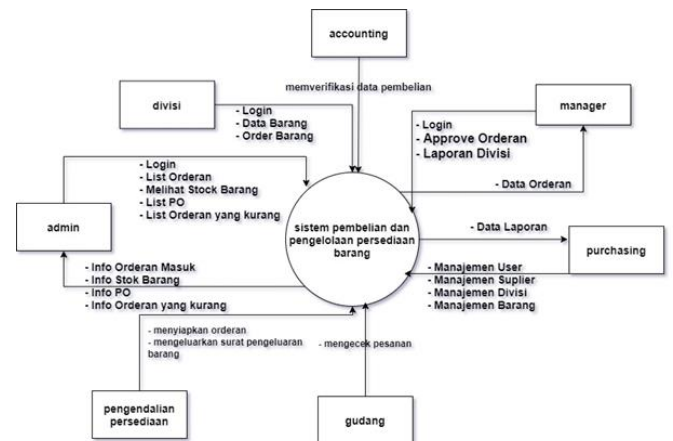 accounting
memverifikasi data pembelian
divisi
- Login
- Data Barang
- Order Barang
manager
- Login
- Approve Orderan
- Laporan Divisi
- Data Orderan
- Login
- List Orderan
- Melihat Stock Barang
- List PO
- List Orderan yang kurang
admin
sistem pembelian dan
pengelolaan persediaan
barang
- Data Laporan
purchasing
- Info Orderan Masuk
- Info Stok Barang
- Info PO
- Info Orderan yang kurang
- Manajemen User
- Manajemen Suplier
- Manajemen Divisi
- Manajemen Barang
- menyiapkan orderan
- mengeluarkan surat pengeluaran
barang
- mengecek pesanan
pengendalian
persediaan
gudang